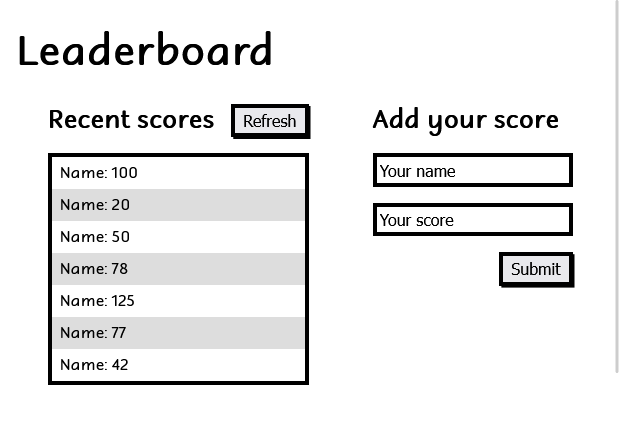 Leaderboard
Recent scores
Refresh
Name: 100
Name: 20
Name: 50
Name: 78
Name: 125
Name: 77
Name: 42
Add your score
Your name
Your score
Submit